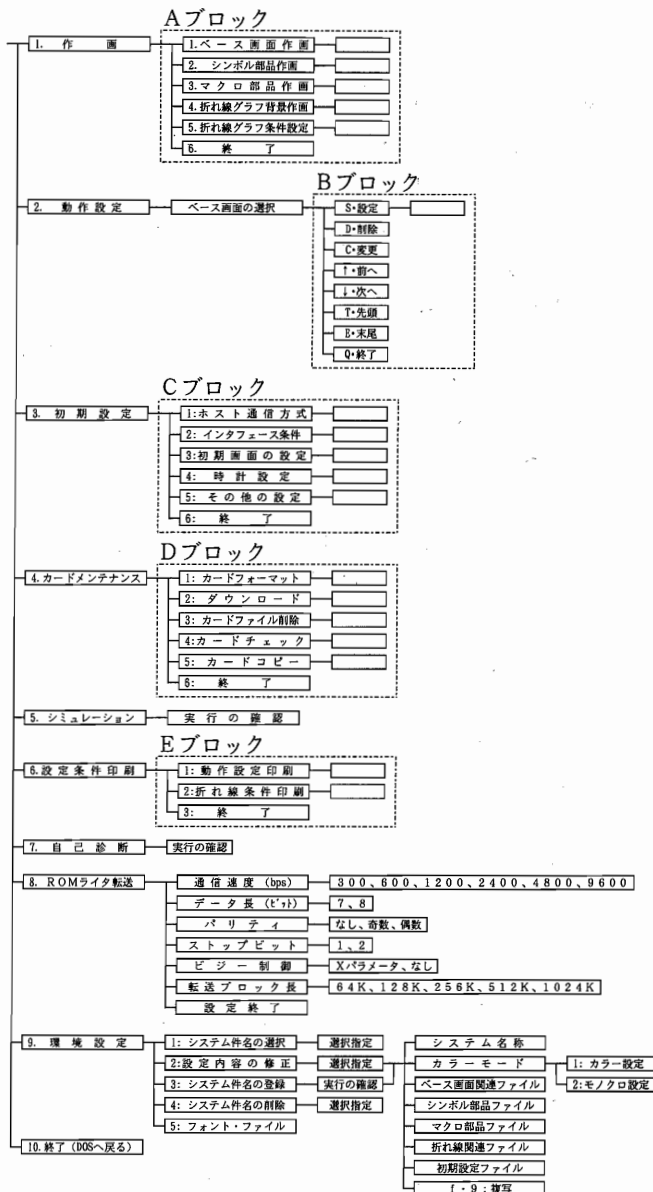 Aブロック
1. 作画
1.ベース画面作画
2. シンボル部品作画
3.マクロ部品作画
4.折れ線グラフ背景作画
5.折れ線グラフ条件設定
6. 終了
Bブロック
2. 動作設定 ベース画面の選択 S・設定
D・削除
C・変更
↑・前へ
↓・次へ
T・先頭
E・末尾
Q・終了
Cブロック
3. 初期設定 1:ホスト通信方式
2: インタフェース条件
3:初期画面の設定
4: 時計設定
5: その他の設定
6: 終了
Dブロック
4.カードメンテナンス 1: カードフォーマット
2: ダウンロード
3: カードファイル削除
4:カードチェック
5: カードコピー
6: 終了
5. シミュレーション 実行の確認
Eブロック
6.設定条件印刷 1: 動作設定印刷
2:折れ線条件印刷
3: 終了
7. 自己診断 実行の確認
8. ROMライタ転送 通信速度 (bps) 300、600、1200、2400、4800、9600
データ長 (ビット) 7、8
パリティ なし、奇数、偶数
ストップビット 1、2
ビジー制御 Xパラメータ、なし
転送ブロック長 64K、128K、256K、512K、1024K
設定終了
9. 環境設定 1: システム件名の選択 選択指定 システム名称
2:設定内容の修正 選択指定 カラーモード 1: カラー設定
3: システム件名の登録 実行の確認 ベース画面関連ファイル 2:モノクロ設定
4: システム件名の削除 選択指定 シンボル部品ファイル
5: フォント・ファイル マクロ部品ファイル
10.終了 (DOSへ戻る) 折れ線関連ファイル
初期設定ファイル
f・9:複写